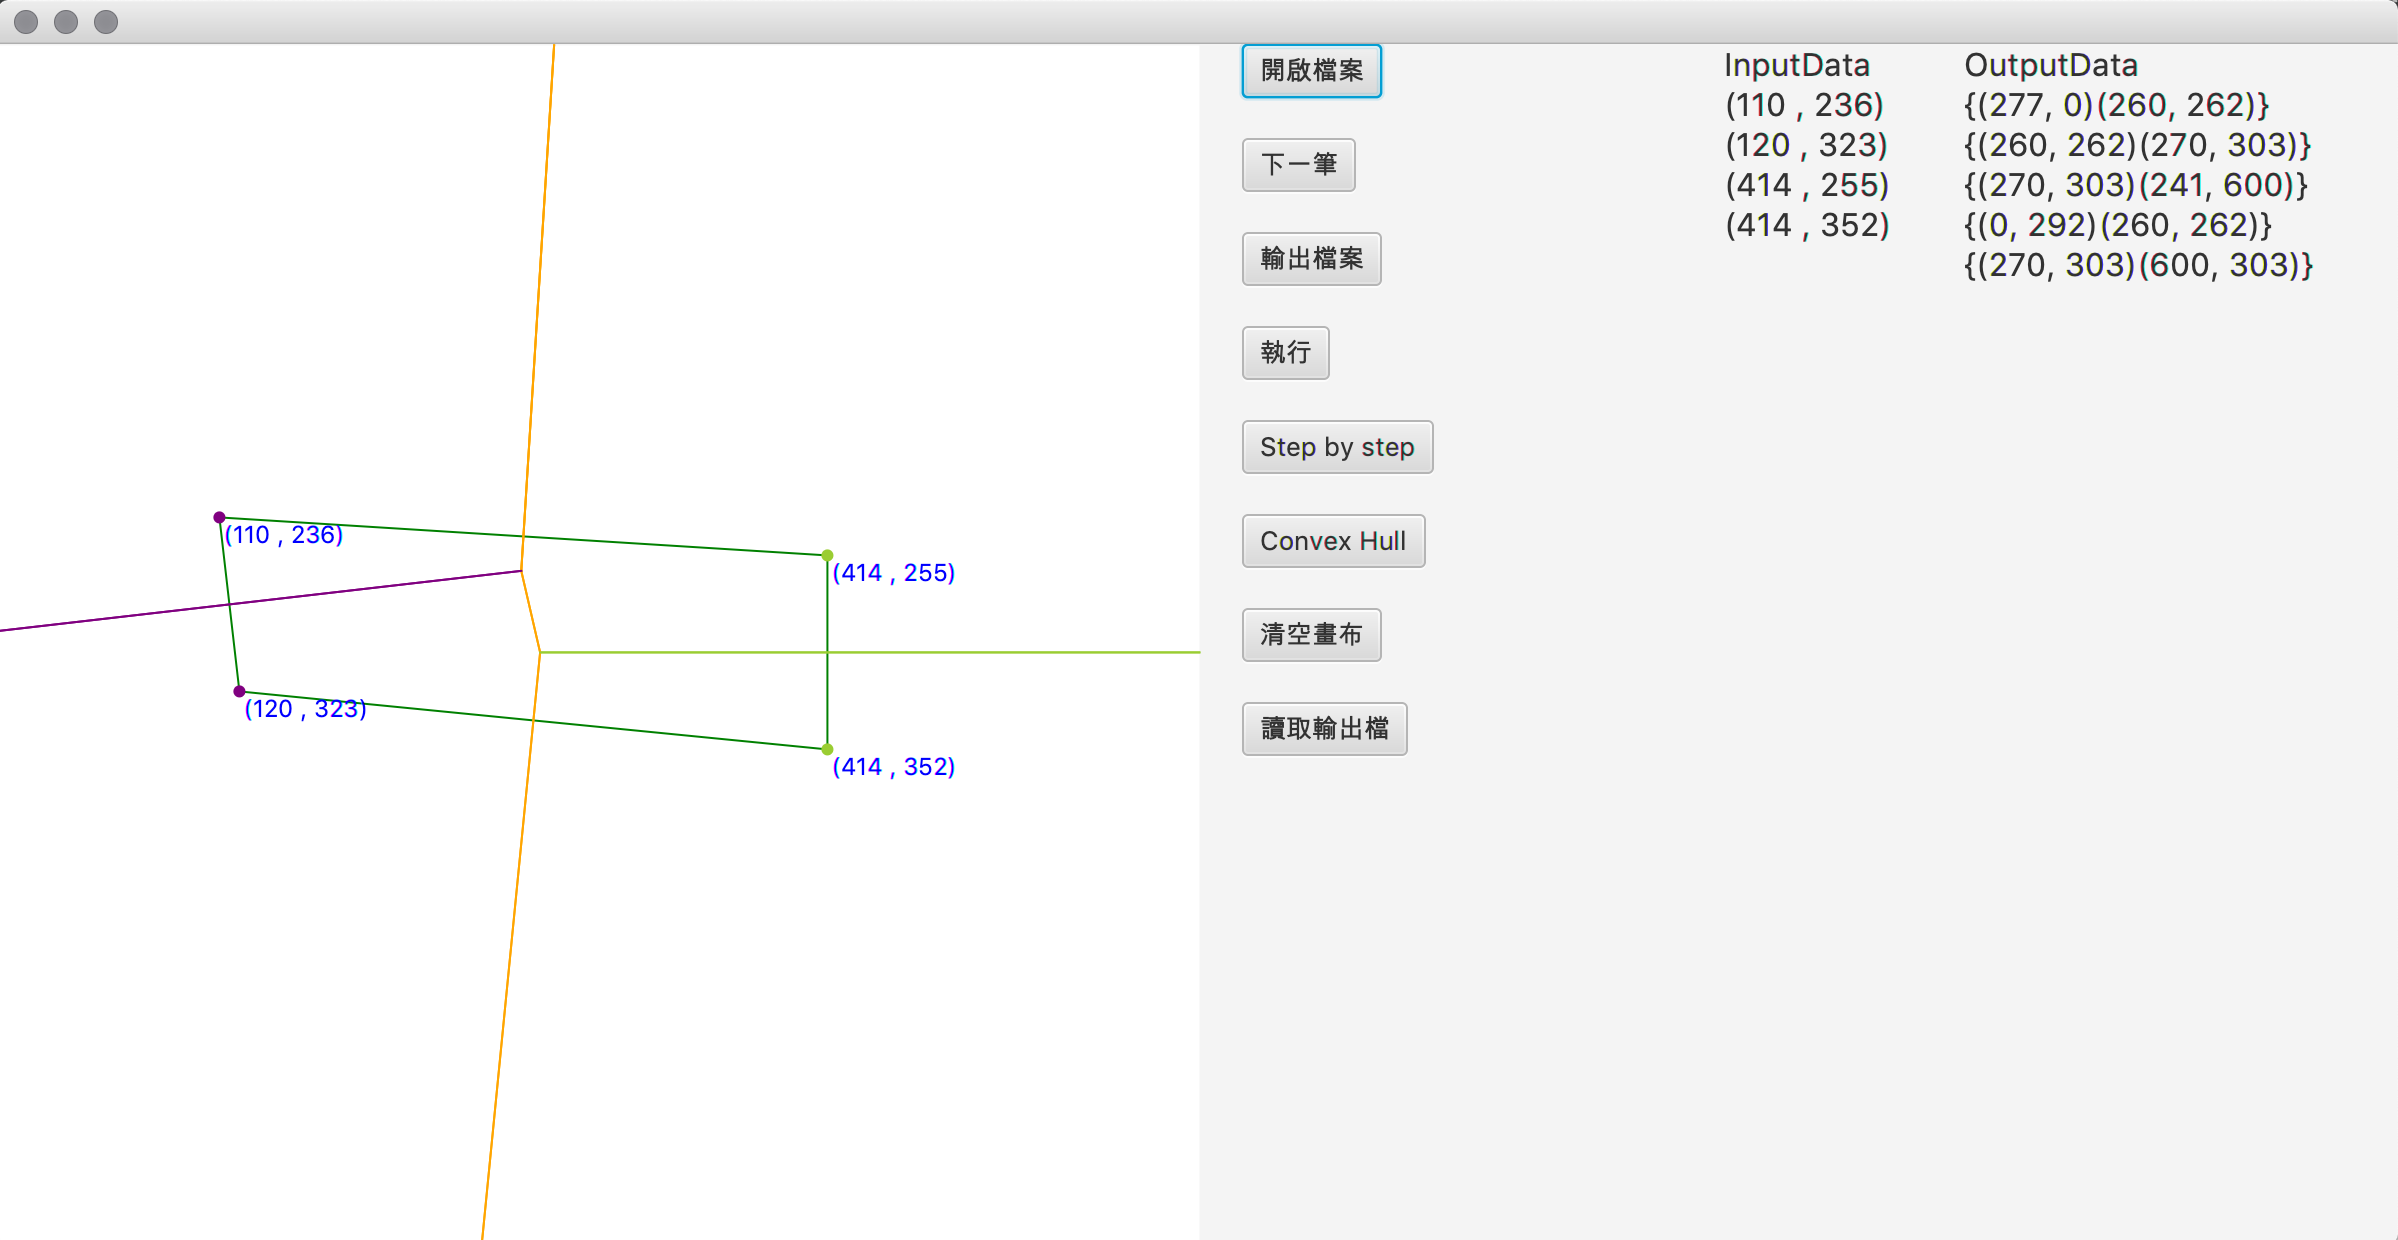 (110 , 236)
(414 , 255)
(120 , 323)
(414 , 352)
開啟檔案
下一筆
輸出檔案
執行
Step by step
Convex Hull
清空畫布
讀取輸出檔
InputData
(110 , 236)
(120 , 323)
(414 , 255)
(414 , 352)
OutputData
{(277, 0)(260, 262)}
{(260, 262)(270, 303)}
{(270, 303)(241, 600)}
{(0, 292)(260, 262)}
{(270, 303)(600, 303)}